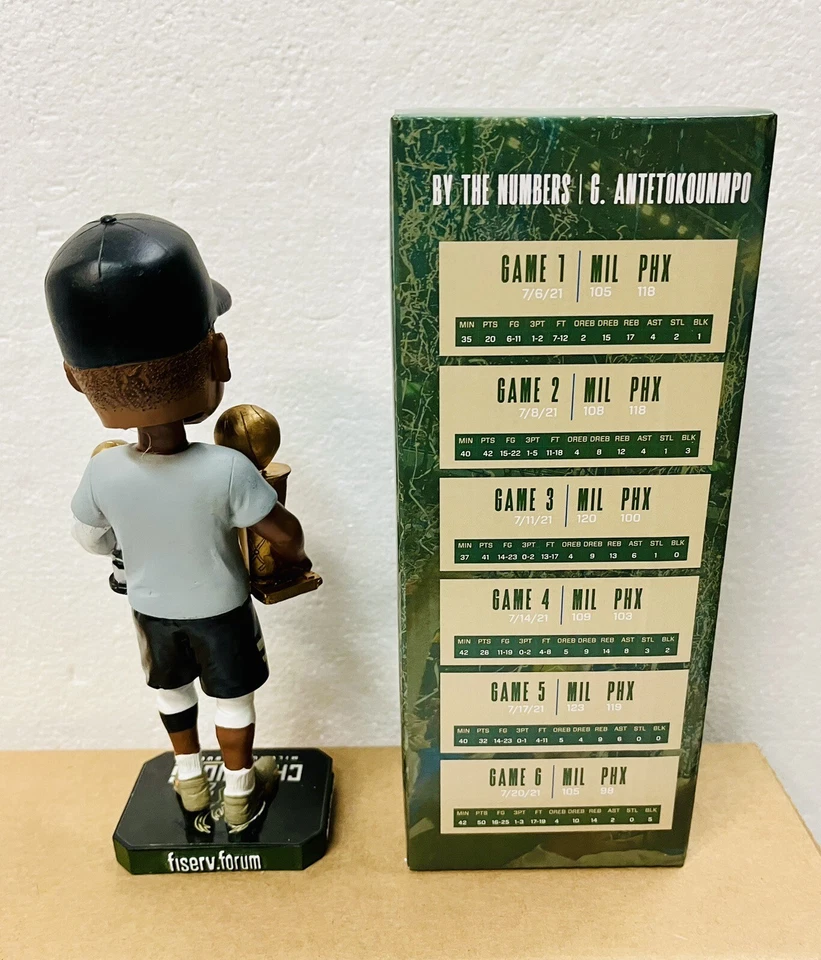 BY THE NUMBERS | G. ANTETOKOUNMPO
GAME 1 | MIL PHX
7/6/21 105 118
MIN PTS FG 3PT FT OREB DREB REB AST STL BLK
35 20 6-11 1-2 7-12 2 15 17 4 2 1
GAME 2 | MIL PHX
7/8/21 108 118
MIN PTS FG 3PT FT OREB DREB REB AST STL BLK
40 42 15-22 1-5 11-18 4 8 12 4 1 3
GAME 3 | MIL PHX
7/11/21 120 100
MIN PTS FG 3PT FT OREB DREB REB AST STL BLK
37 41 14-23 0-2 13-17 4 9 13 6 1 0
GAME 4 | MIL PHX
7/14/21 109 103
MIN PTS FG 3PT FT OREB DREB REB AST STL BLK
42 26 11-19 0-2 4-8 5 9 14 8 3 2
GAME 5 | MIL PHX
7/17/21 123 119
MIN PTS FG 3PT FT OREB DREB REB AST STL BLK
40 32 14-23 0-1 4-11 5 4 9 6 0 0
GAME 6 | MIL PHX
7/20/21 105 98
MIN PTS FG 3PT FT OREB DREB REB AST STL BLK
42 50 16-25 1-3 17-19 4 10 14 2 0 5
fiserv.forum